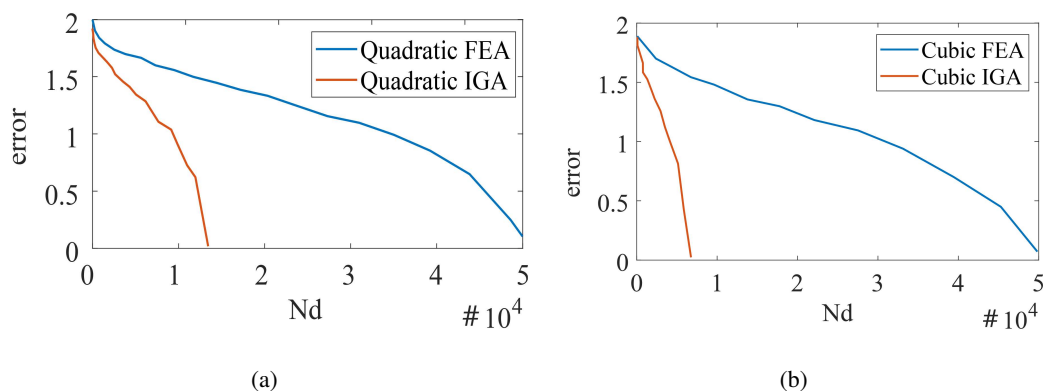 2
1.5
1
0.5
0
error
Quadratic FEA
Quadratic IGA
0 1 2 3 4 5
Nd
# 10^4
(a)
2
1.5
1
0.5
0
error
Cubic FEA
Cubic IGA
0 1 2 3 4 5
Nd
# 10^4
(b)